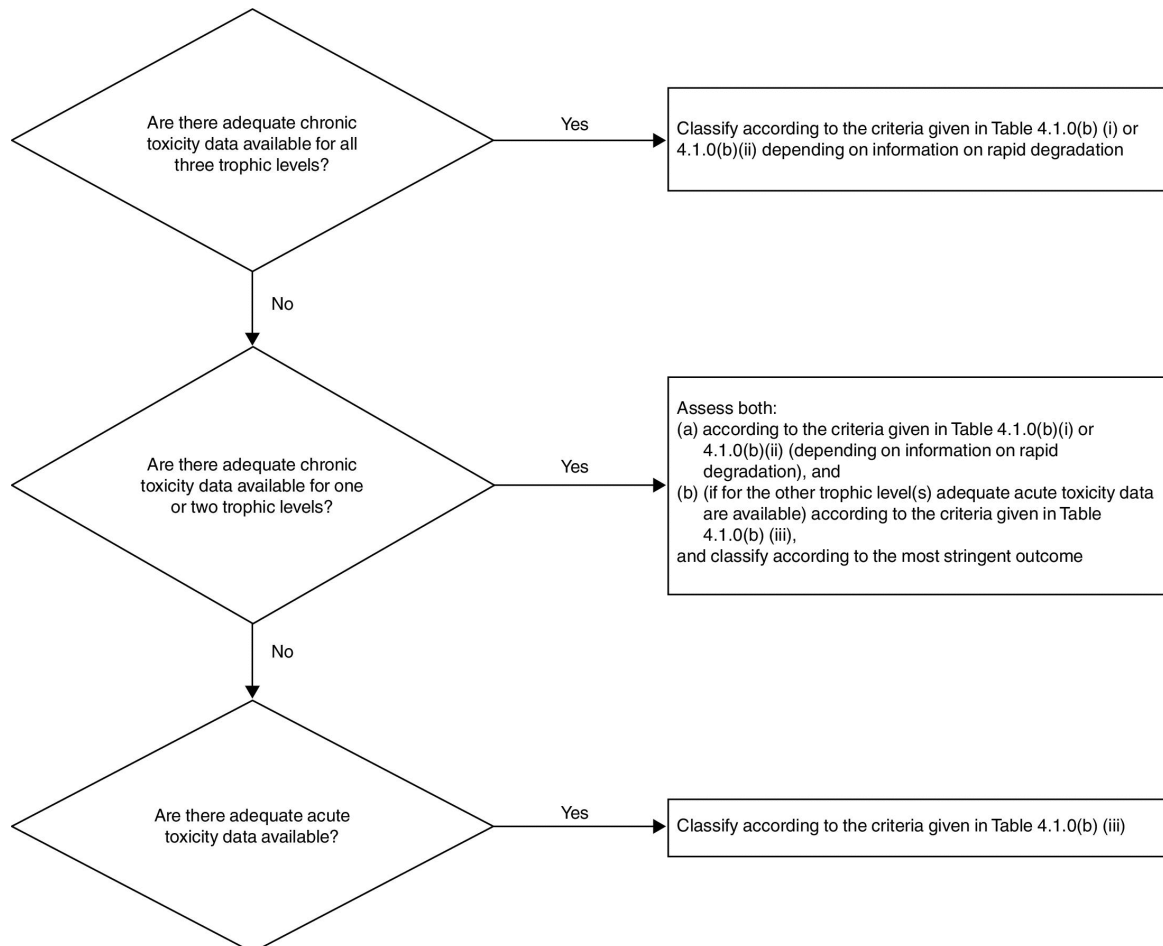 Are there adequate chronic
toxicity data available for all
three trophic levels?
Yes
Classify according to the criteria given in Table 4.1.0(b) (i) or
4.1.0(b)(ii) depending on information on rapid degradation
No
Are there adequate chronic
toxicity data available for one
or two trophic levels?
Yes
Assess both:
(a) according to the criteria given in Table 4.1.0(b)(i) or
4.1.0(b)(ii) (depending on information on rapid
degradation), and
(b) (if for the other trophic level(s) adequate acute toxicity data
are available) according to the criteria given in Table
4.1.0(b) (iii),
and classify according to the most stringent outcome
No
Are there adequate acute
toxicity data available?
Yes
Classify according to the criteria given in Table 4.1.0(b) (iii)